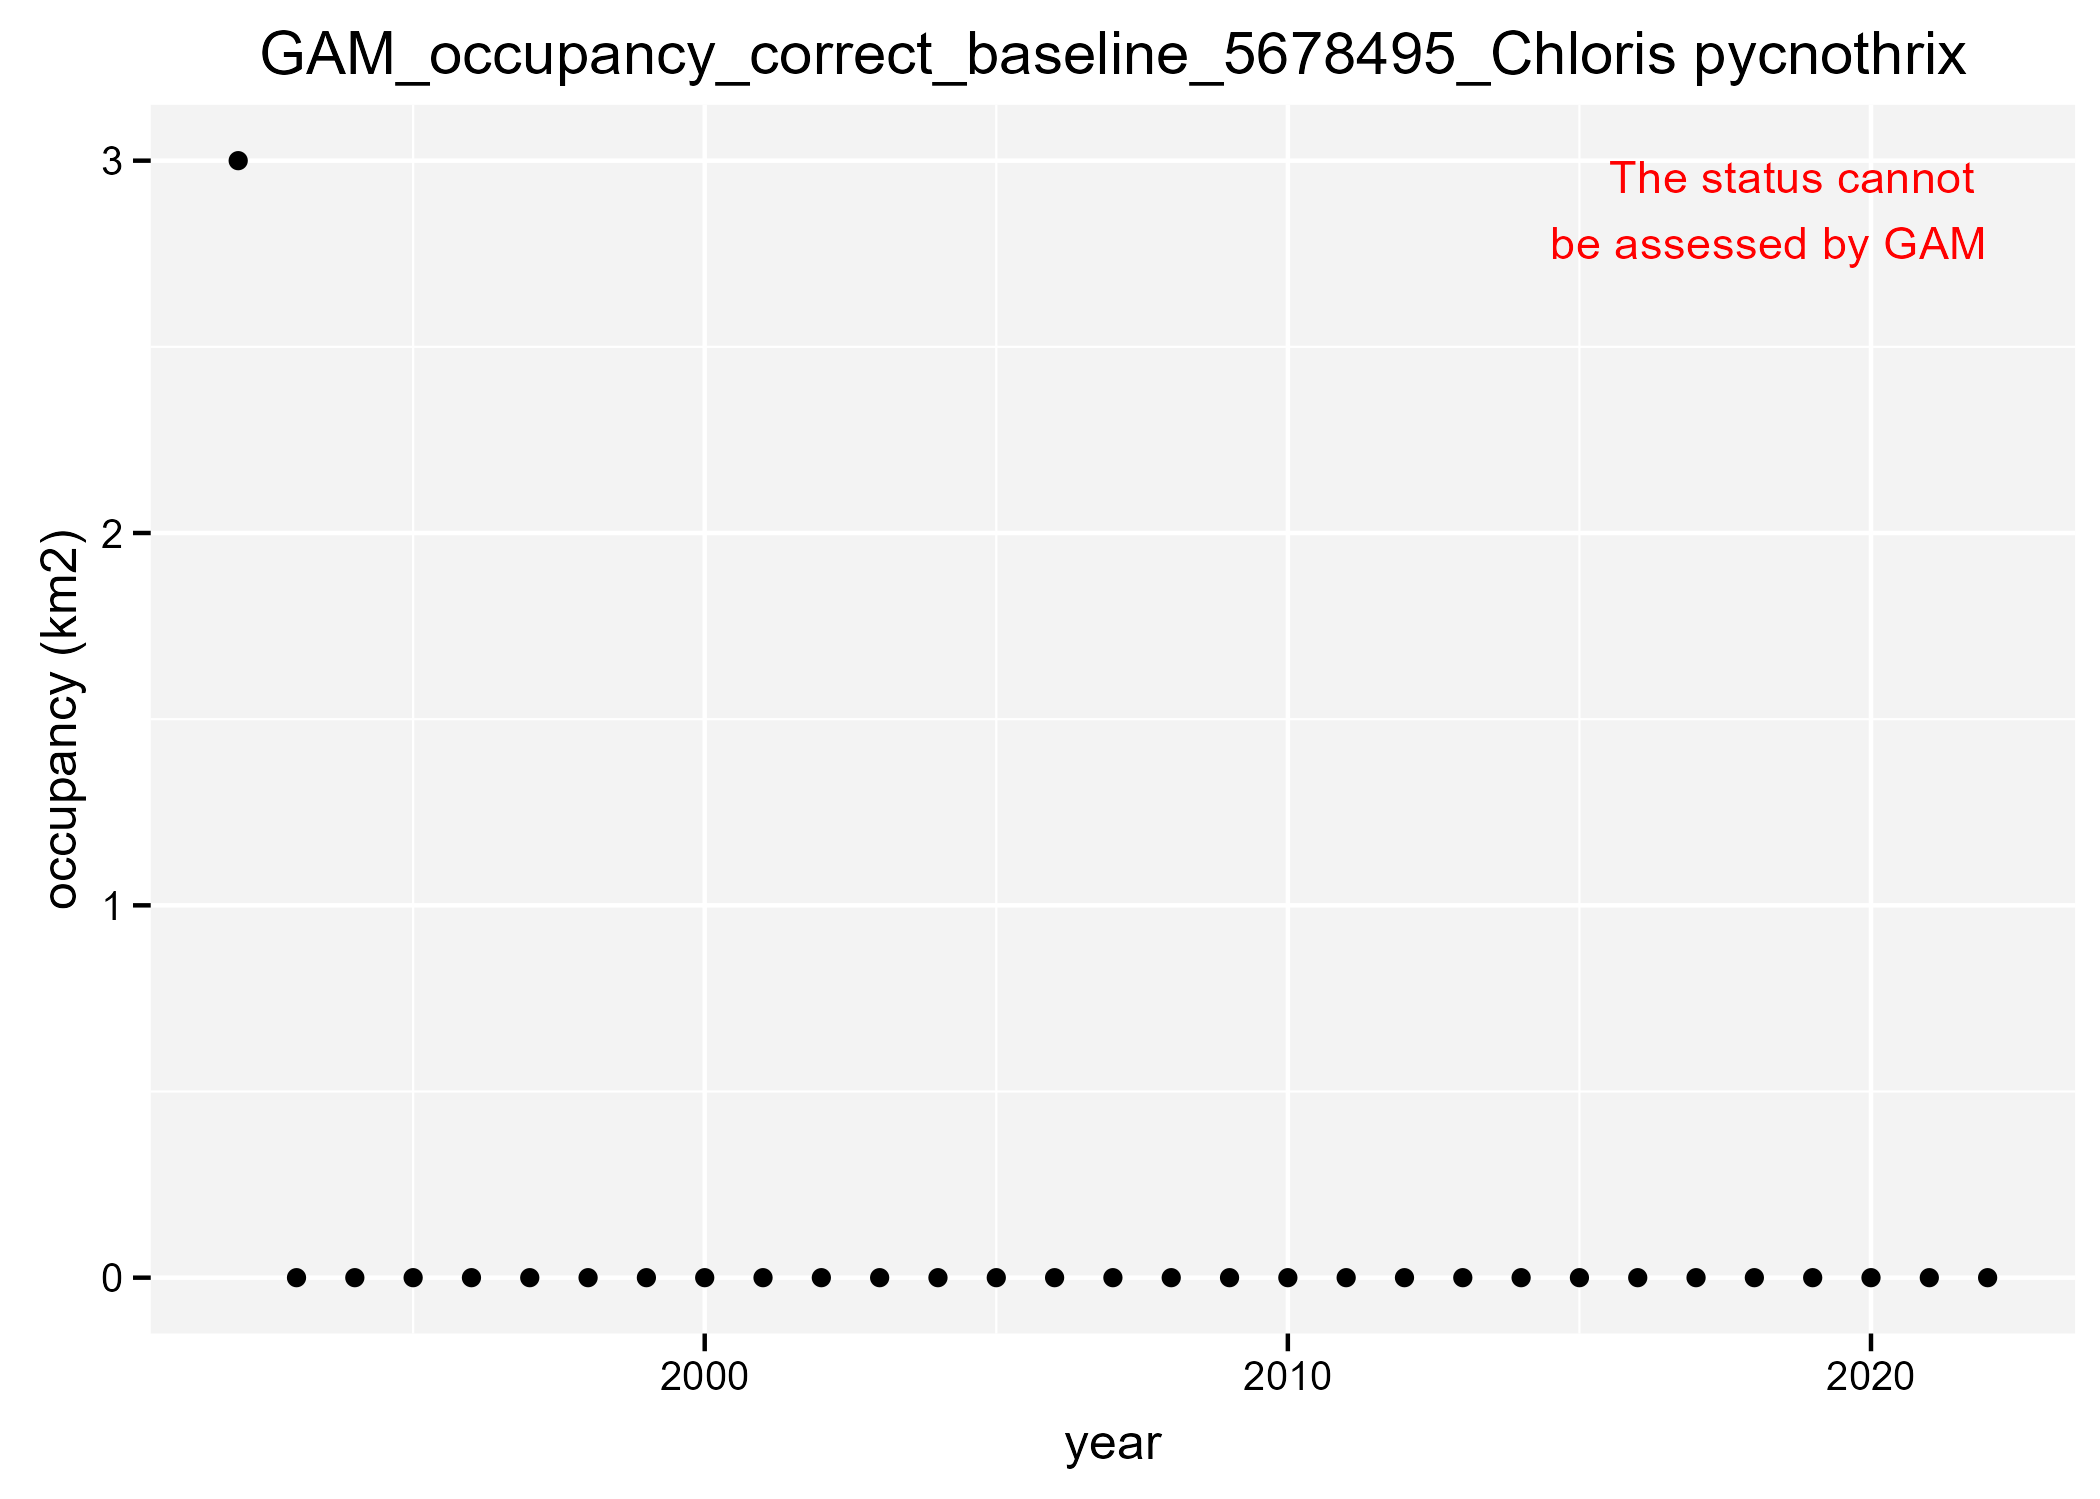 GAM_occupancy_correct_baseline_5678495_Chloris pycnothrix
The status cannot
be assessed by GAM
3
2
1
0
occupancy (km2)
2000 2010 2020
year